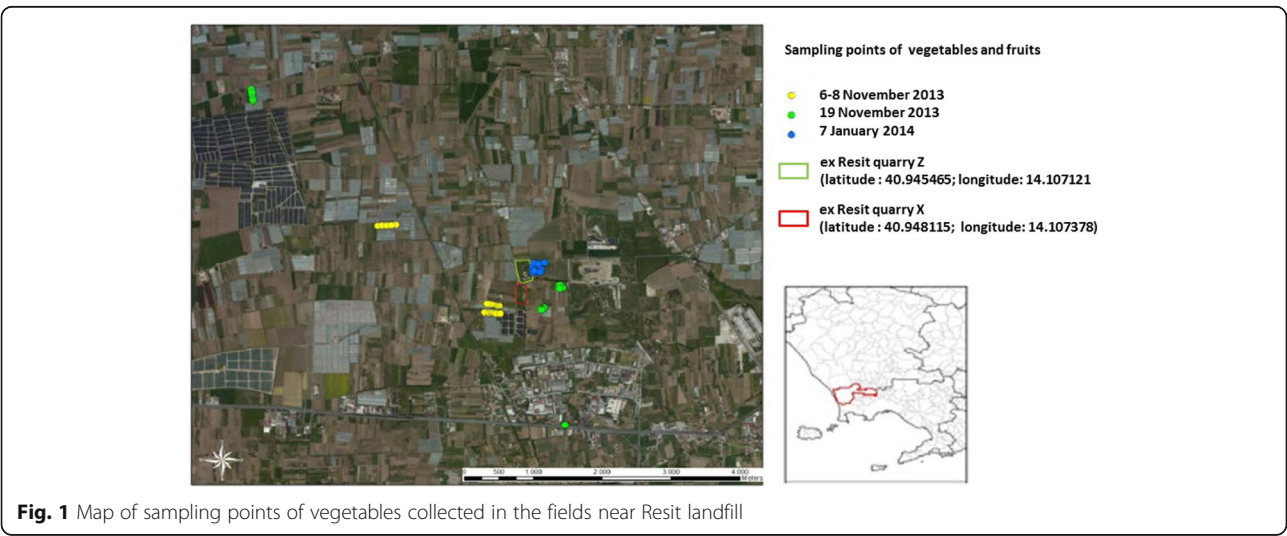 Sampling points of vegetables and fruits
6-8 November 2013
19 November 2013
7 January 2014
ex Resit quarry Z
(latitude : 40.945465; longitude: 14.107121
ex Resit quarry X
(latitude : 40.948115; longitude: 14.107378)
0 500 1 000 2 000 3 000 4 000
Meters
Fig. 1 Map of sampling points of vegetables collected in the fields near Resit landfill